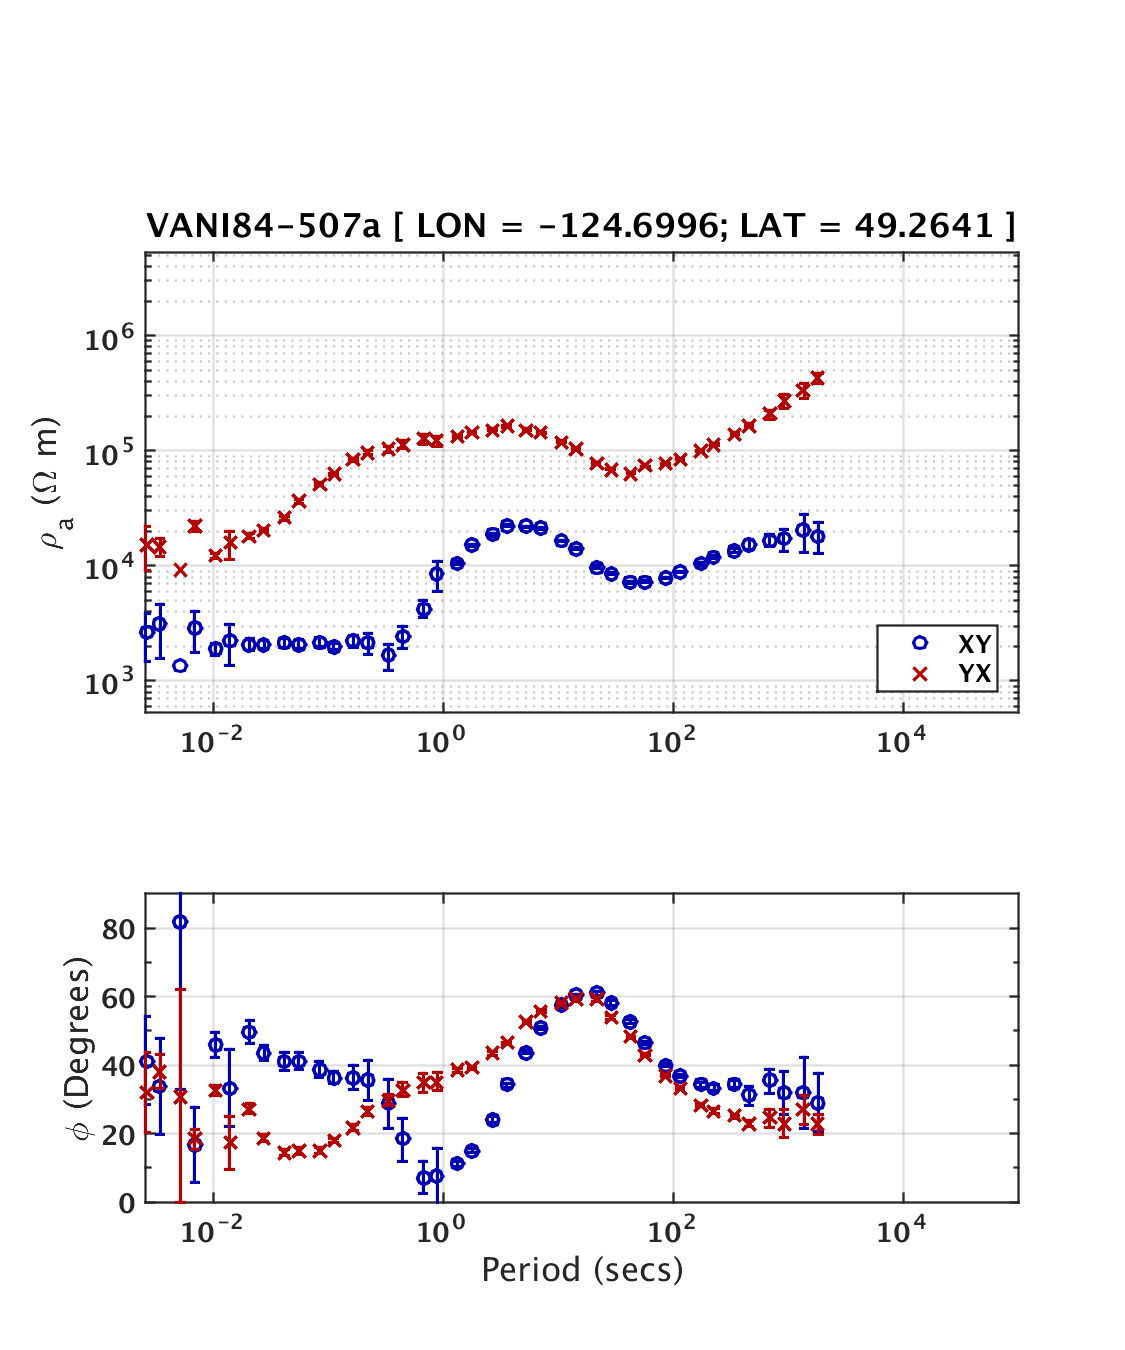 VANI84-507a [ LON = -124.6996; LAT = 49.2641 ]
ρa (Ω m)
10^6
10^5
10^4
10^3
XY
YX
10^-2 10^0 10^2 10^4
ϕ (Degrees)
80
60
40
20
0
10^-2 10^0 10^2 10^4
Period (secs)